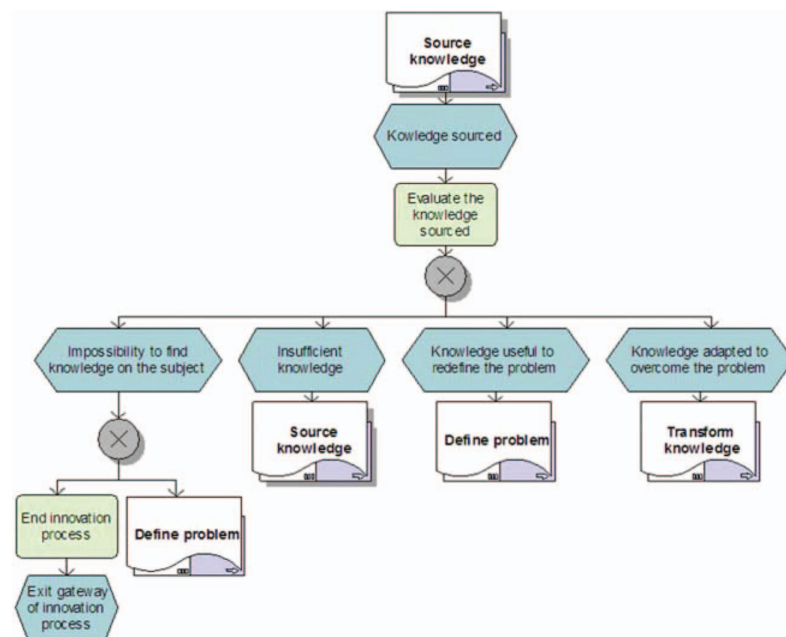 Source
knowledge
Kowledge sourced
Evaluate the
knowledge
sourced
Impossibility to find
knowledge on the subject
Insufficient
knowledge
Knowledge useful to
redefine the problem
Knowledge adapted to
overcome the problem
Source
knowledge
Define problem
Transform
knowledge
End innovation
process
Define problem
Exit gateway
of innovation
process